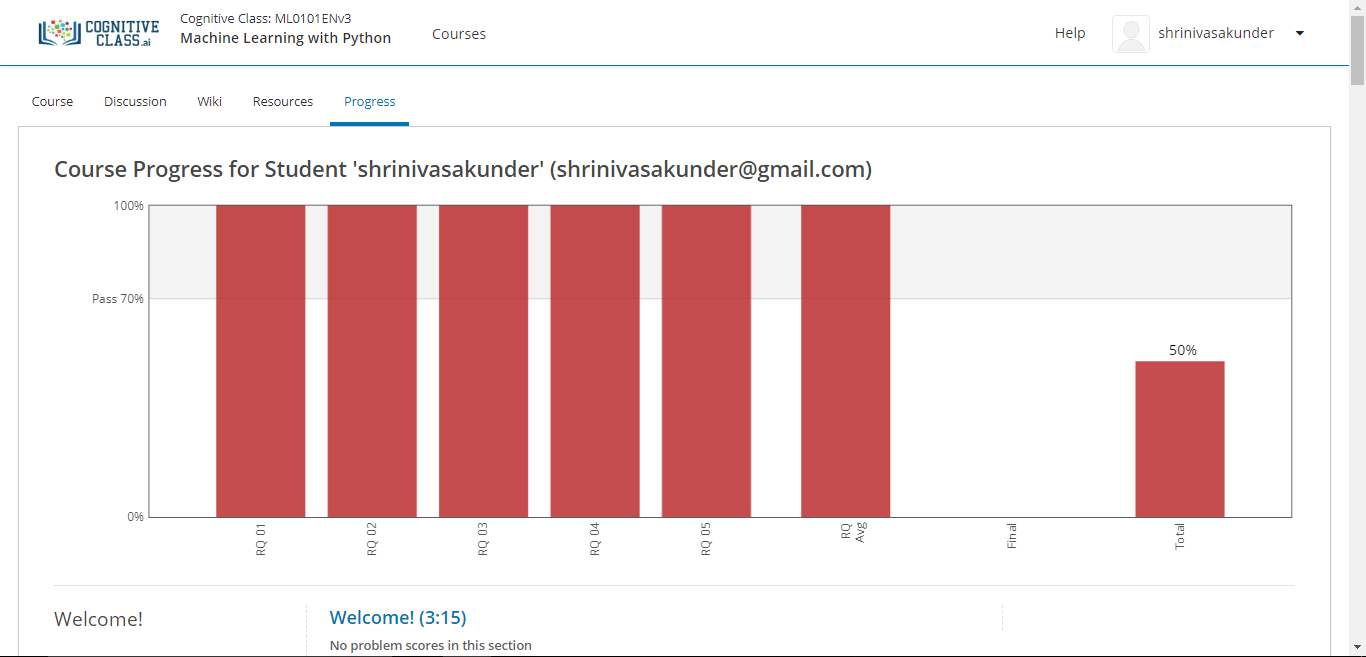 COGNITIVE
CLASS.ai
Cognitive Class: ML0101ENv3
Machine Learning with Python
Courses
Help
shrinivasakunder
Course
Discussion
Wiki
Resources
Progress
Course Progress for Student 'shrinivasakunder' (shrinivasakunder@gmail.com)
100%
Pass 70%
0%
50%
RQ 01
RQ 02
RQ 03
RQ 04
RQ 05
RQ
Avg
Final
Total
Welcome!
Welcome! (3:15)
No problem scores in this section